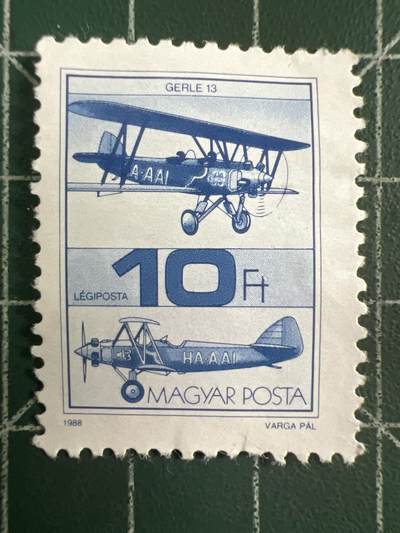 GERLE 13
A-AAI
10 Ft
LÉGIPOSTA
13 HA-AAI
MAGYAR POSTA
1988 VARGA PÁL